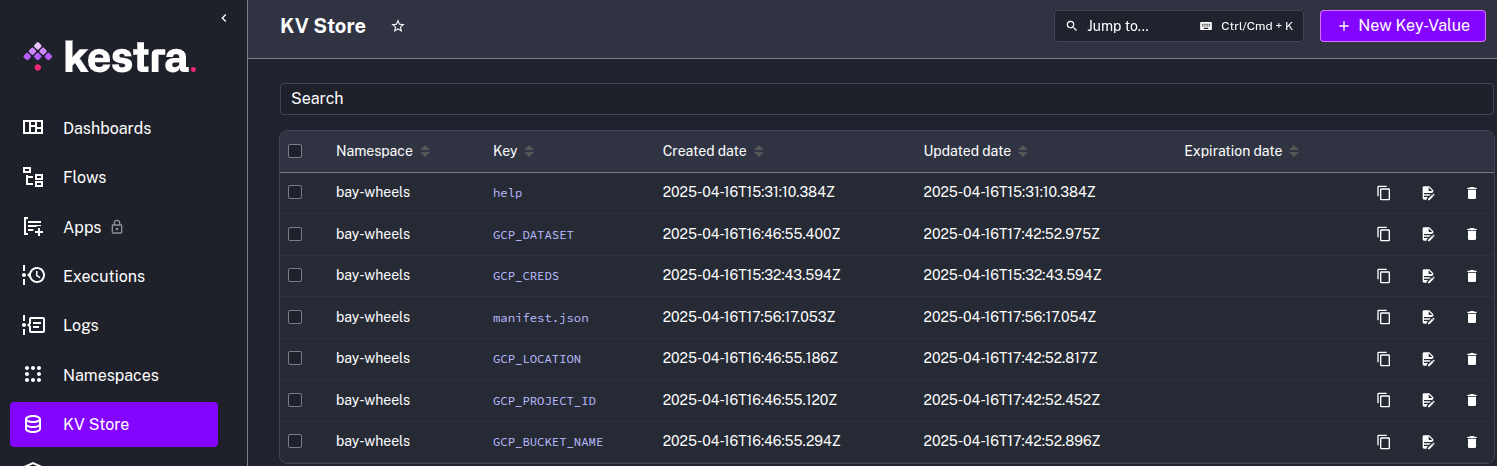 KV Store
Jump to... Ctrl/Cmd + K
+ New Key-Value
kestra.
Dashboards
Flows
Apps
Executions
Logs
Namespaces
KV Store
Search
Namespace Key Created date Updated date Expiration date
bay-wheels help 2025-04-16T15:31:10.384Z 2025-04-16T15:31:10.384Z
bay-wheels GCP_DATASET 2025-04-16T16:46:55.400Z 2025-04-16T17:42:52.975Z
bay-wheels GCP_CREDS 2025-04-16T15:32:43.594Z 2025-04-16T15:32:43.594Z
bay-wheels manifest.json 2025-04-16T17:56:17.053Z 2025-04-16T17:56:17.054Z
bay-wheels GCP_LOCATION 2025-04-16T16:46:55.186Z 2025-04-16T17:42:52.817Z
bay-wheels GCP_PROJECT_ID 2025-04-16T16:46:55.120Z 2025-04-16T17:42:52.452Z
bay-wheels GCP_BUCKET_NAME 2025-04-16T16:46:55.294Z 2025-04-16T17:42:52.896Z